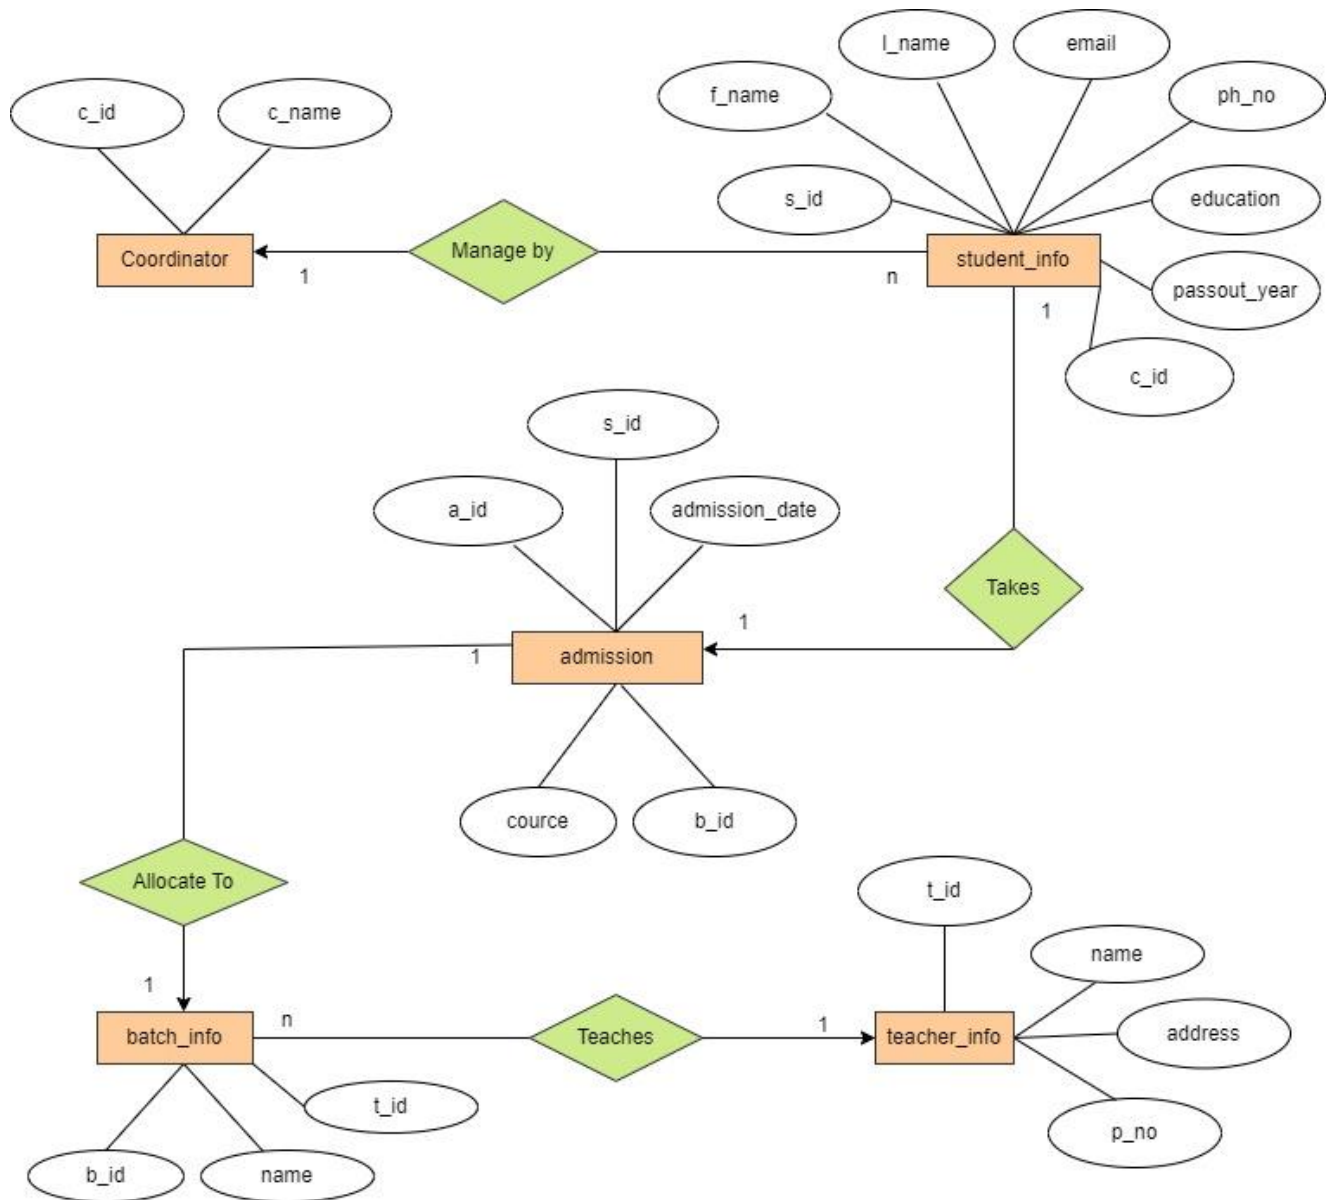 l_name
email
c_id
c_name
f_name
ph_no
s_id
education
Coordinator
1
Manage by
n
student_info
passout_year
1
c_id
s_id
a_id
admission_date
Takes
1
1
admission
cource
b_id
Allocate To
t_id
name
1
n
1
batch_info
Teaches
teacher_info
address
t_id
p_no
b_id
name